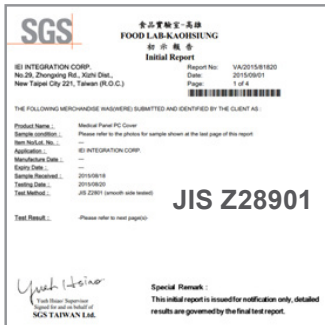 SGS
食品實驗室-高雄
FOOD LAB-KAOHSIUNG
初示報告
Initial Report
IEI INTEGRATION CORP.
No.29, Zhongxing Rd., Xizhi Dist.,
New Taipei City 221, Taiwan (R.O.C.)
Report No: VA/2015/81820
Date: 2015/09/01
Page: 1 of 4
THE FOLLOWING MERCHANDISE WAS(WERE) SUBMITTED AND IDENTIFIED BY THE CLIENT AS :
Product Name : Medical Panel PC Cover
Sample condition : Please refer to the photos for sample shown at the last page of this report
Item No/Lot. No. : ---
Application : IEI INTEGRATION CORP.
Manufacture Date : ---
Expiry Date : ---
Sample Received : 2015/08/18
Testing Date : 2015/08/20
Test Method : JIS Z2801 (smooth side tested)
JIS Z28901
Test Result : -Please refer to next page(s)-
Yueh Hsiao
Yueh Hsiao/ Supervisor
Signed for and on behalf of
SGS TAIWAN Ltd.
Special Remark :
This initial report is issued for notification only, detailed
results are governed by the final test report.